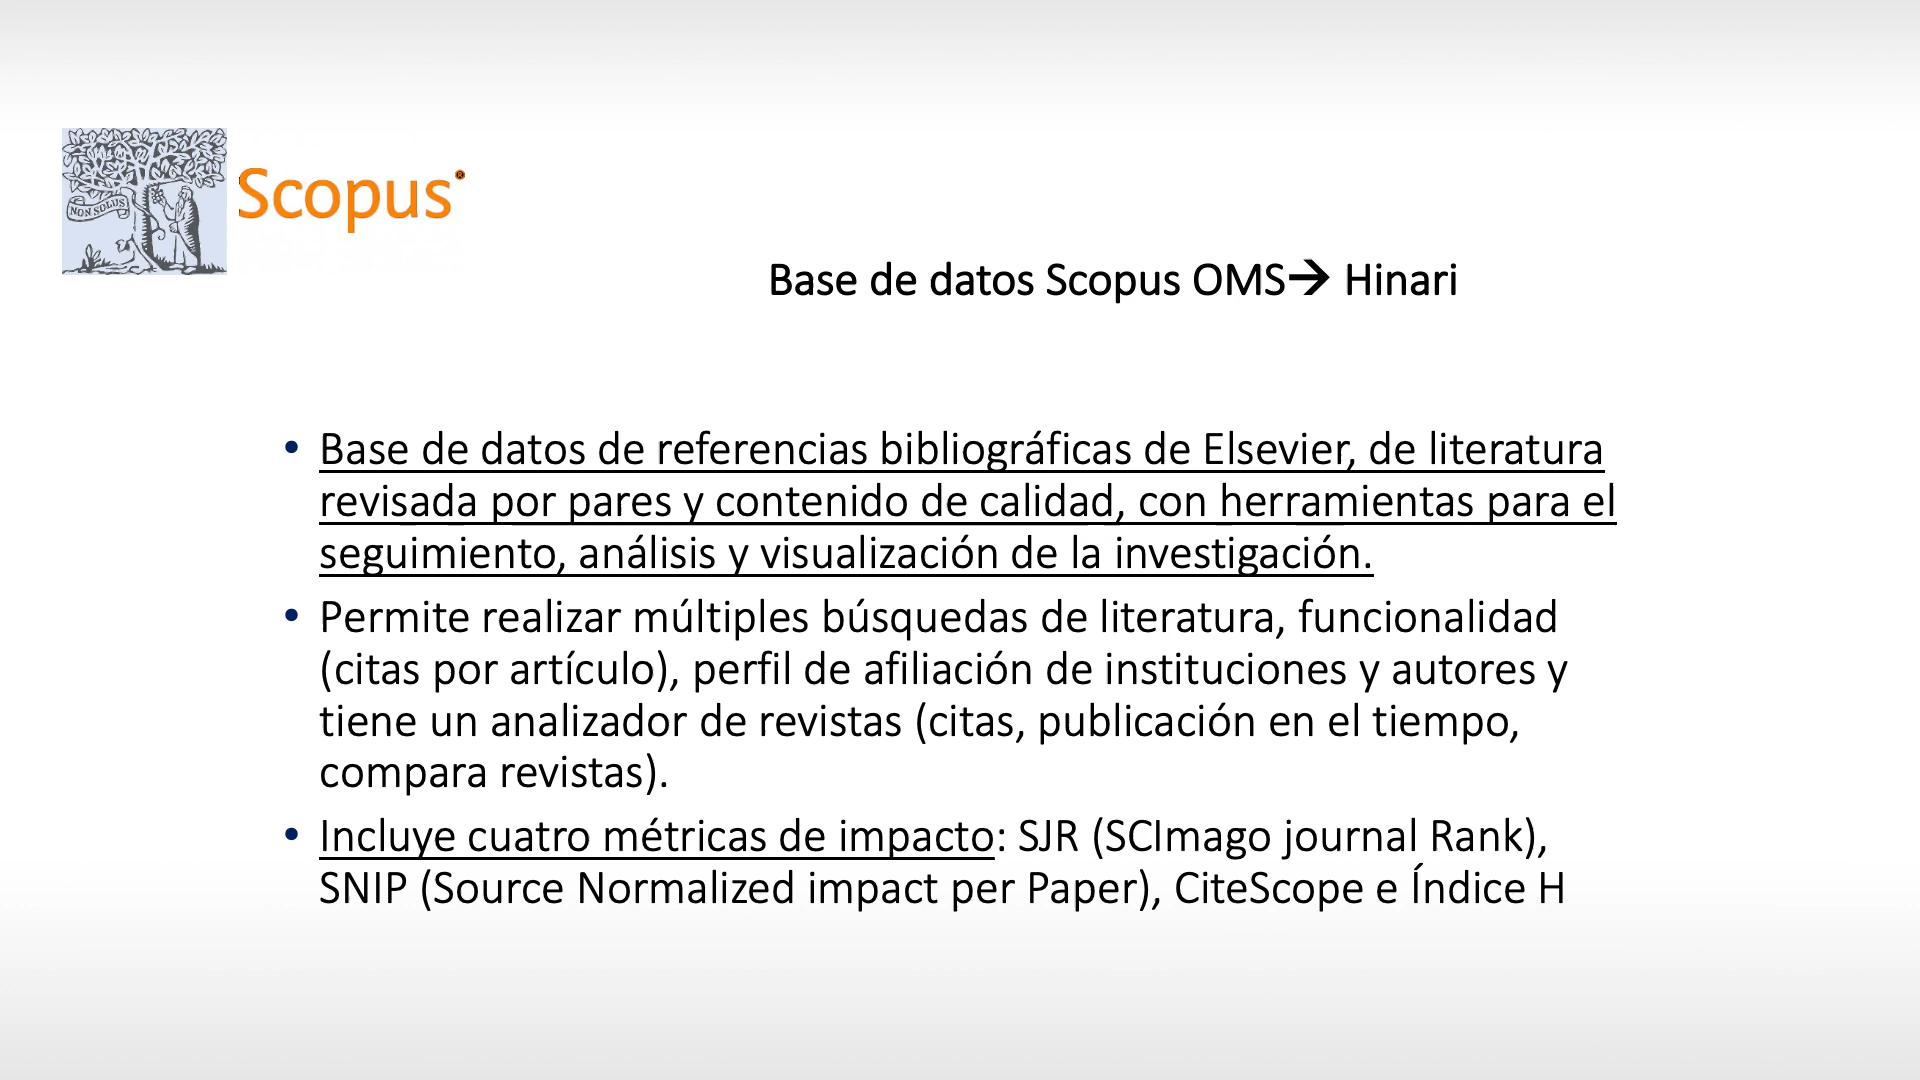 NON SOLUS
Scopus®
Base de datos Scopus OMS→ Hinari
• Base de datos de referencias bibliográficas de Elsevier, de literatura
revisada por pares y contenido de calidad, con herramientas para el
seguimiento, análisis y visualización de la investigación.
• Permite realizar múltiples búsquedas de literatura, funcionalidad
(citas por artículo), perfil de afiliación de instituciones y autores y
tiene un analizador de revistas (citas, publicación en el tiempo,
compara revistas).
• Incluye cuatro métricas de impacto: SJR (SCImago journal Rank),
SNIP (Source Normalized impact per Paper), CiteScope e Índice H